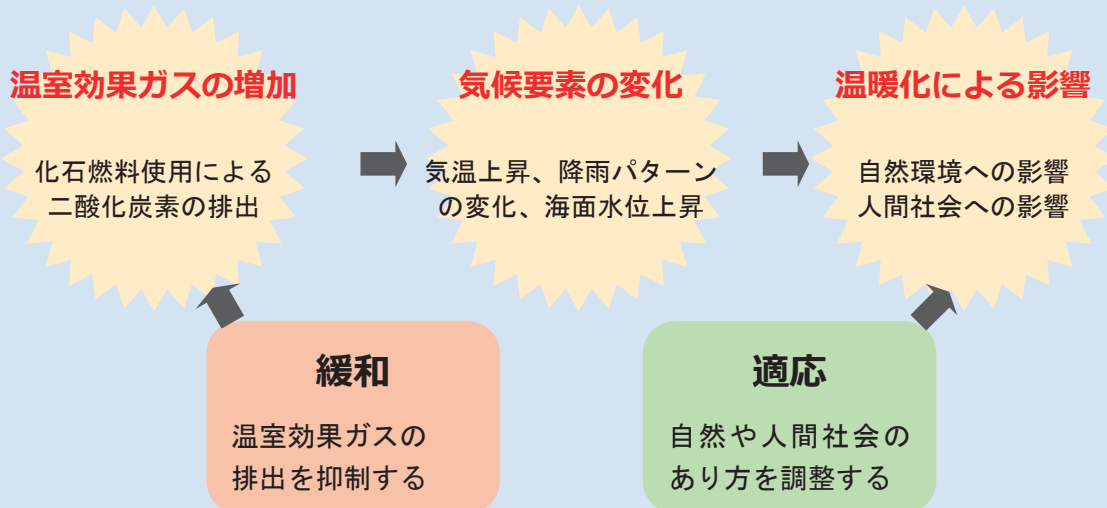 温室効果ガスの増加
化石燃料使用による
二酸化炭素の排出
気候要素の変化
気温上昇、降雨パターン
の変化、海面水位上昇
温暖化による影響
自然環境への影響
人間社会への影響
緩和
温室効果ガスの
排出を抑制する
適応
自然や人間社会の
あり方を調整する